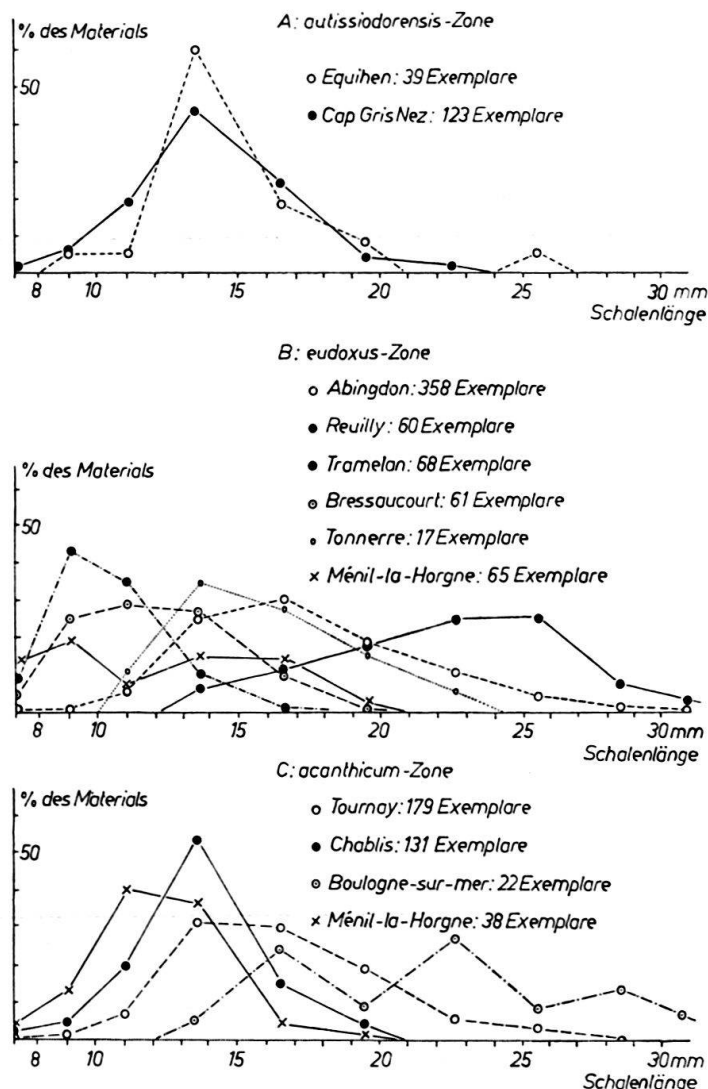 A: autissiodorensis-Zone
% des Materials
Equihen: 39 Exemplare
Cap Gris Nez: 123 Exemplare
50
8 10 15 20 25 30 mm
Schalenlänge
B: eudoxus-Zone
Abingdon: 358 Exemplare
Reuilly: 60 Exemplare
Tramelan: 68 Exemplare
% des Materials
Bressaucourt: 61 Exemplare
Tonnerre: 17 Exemplare
50
Ménil-la-Horgne: 65 Exemplare
8 10 15 20 25 30 mm
Schalenlänge
C: acanthicum-Zone
% des Materials
Tournay: 179 Exemplare
Chablis: 131 Exemplare
50
Boulogne-sur-mer: 22 Exemplare
Ménil-la-Horgne: 38 Exemplare
8 10 15 20 25 30 mm
Schalenlänge